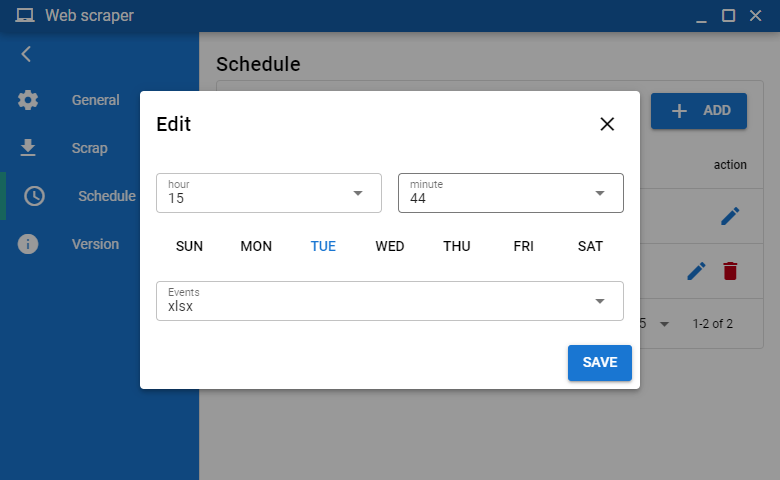 Web scraper
Schedule
General
ADD
Edit
Scrap
action
hour
15
minute
44
Schedule
SUN MON TUE WED THU FRI SAT
Version
Events
xlsx
5 1-2 of 2
SAVE